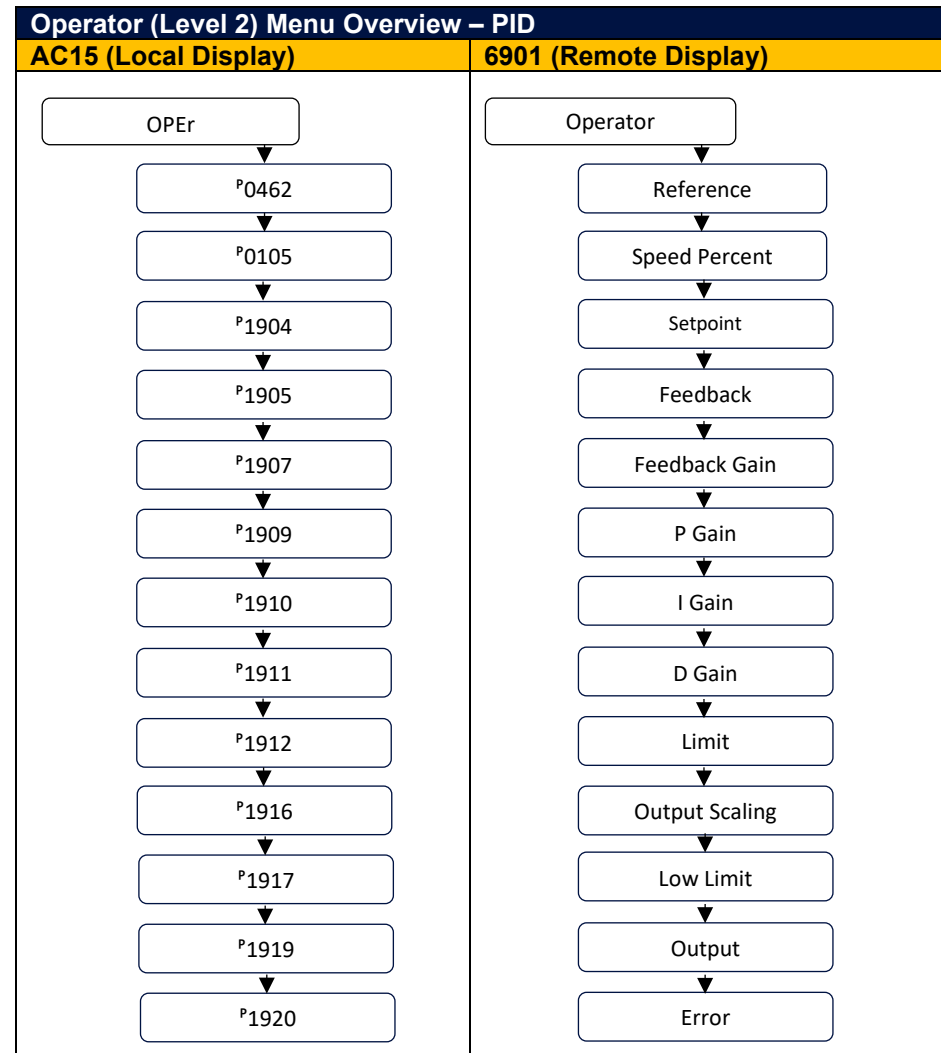 Operator (Level 2) Menu Overview – PID
AC15 (Local Display)
6901 (Remote Display)
OPEr
ᴾ0462
ᴾ0105
ᴾ1904
ᴾ1905
ᴾ1907
ᴾ1909
ᴾ1910
ᴾ1911
ᴾ1912
ᴾ1916
ᴾ1917
ᴾ1919
ᴾ1920
Operator
Reference
Speed Percent
Setpoint
Feedback
Feedback Gain
P Gain
I Gain
D Gain
Limit
Output Scaling
Low Limit
Output
Error